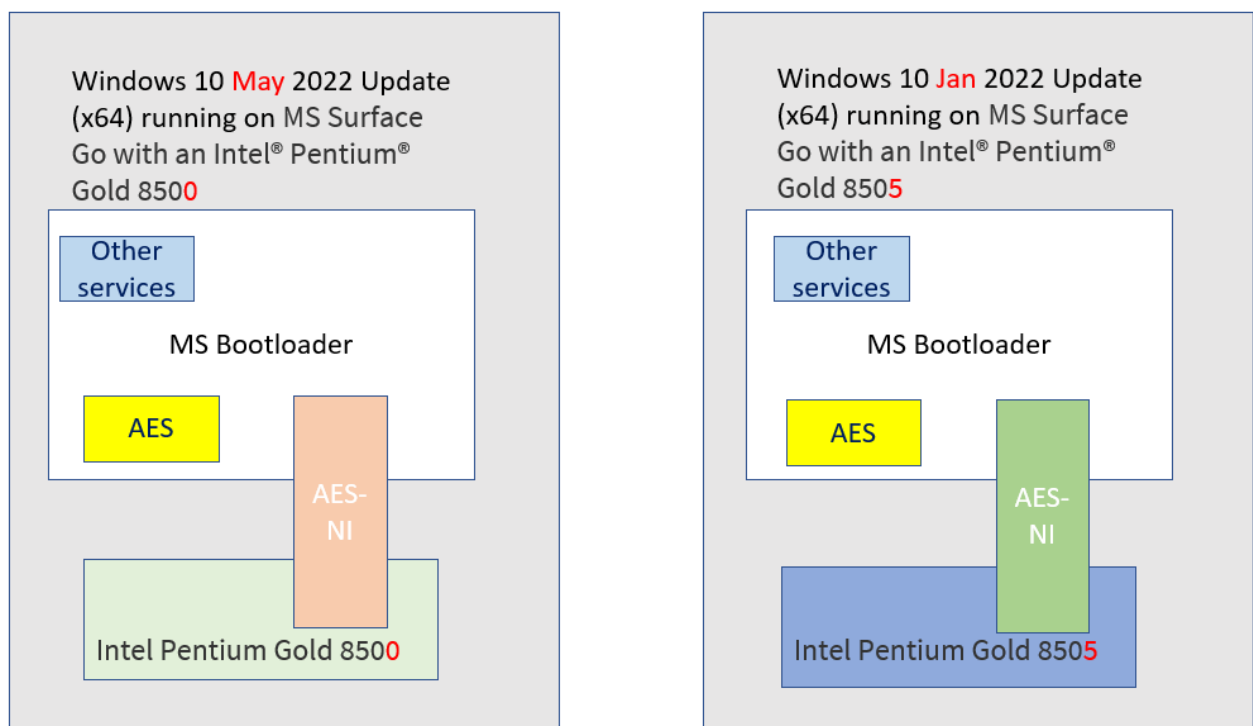 Windows 10 May 2022 Update
(x64) running on MS Surface
Go with an Intel® Pentium®
Gold 8500
Other
services
MS Bootloader
AES
AES-
NI
Intel Pentium Gold 8500
Windows 10 Jan 2022 Update
(x64) running on MS Surface
Go with an Intel® Pentium®
Gold 8505
Other
services
MS Bootloader
AES
AES-
NI
Intel Pentium Gold 8505